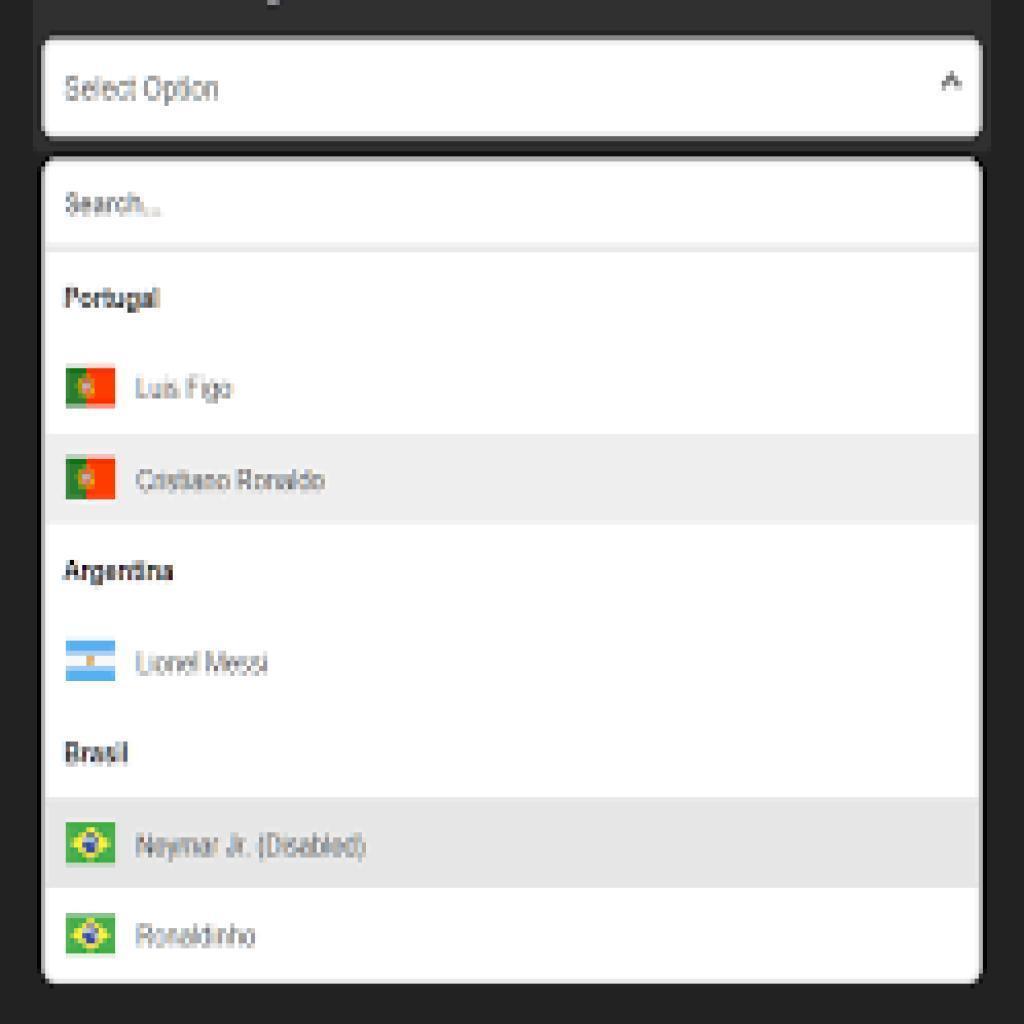 Select Option
Search...
Portugal
Luis Figo
Cristiano Ronaldo
Argentina
Lionel Messi
Brasil
Neymar Jr. (Disabled)
Ronaldinho